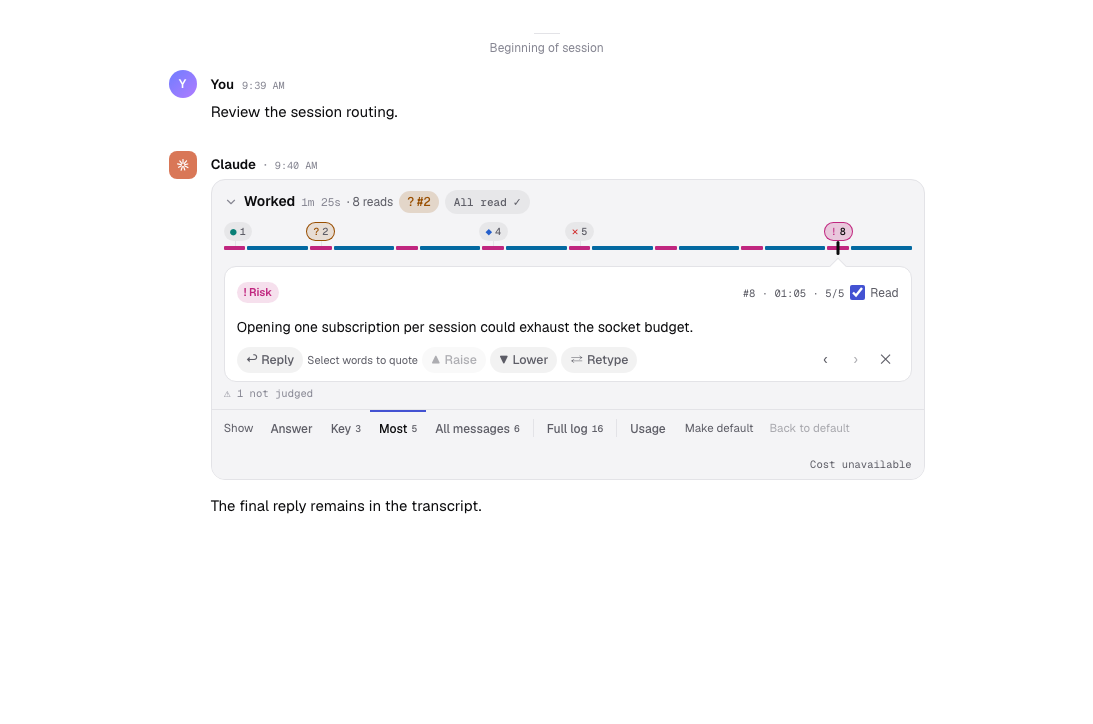 Beginning of session
Y You 9:39 AM
Review the session routing.
Claude · 9:40 AM
Worked 1m 25s · 8 reads ? #2 All read ✓
● 1 ? 2 ◆ 4 ✕ 5 ! 8
! Risk #8 · 01:05 · 5/5 Read
Opening one subscription per session could exhaust the socket budget.
↩ Reply Select words to quote ▲ Raise ▼ Lower ⇄ Retype ‹ › ✕
⚠ 1 not judged
Show Answer Key 3 Most 5 All messages 6 Full log 16 Usage Make default Back to default
Cost unavailable
The final reply remains in the transcript.